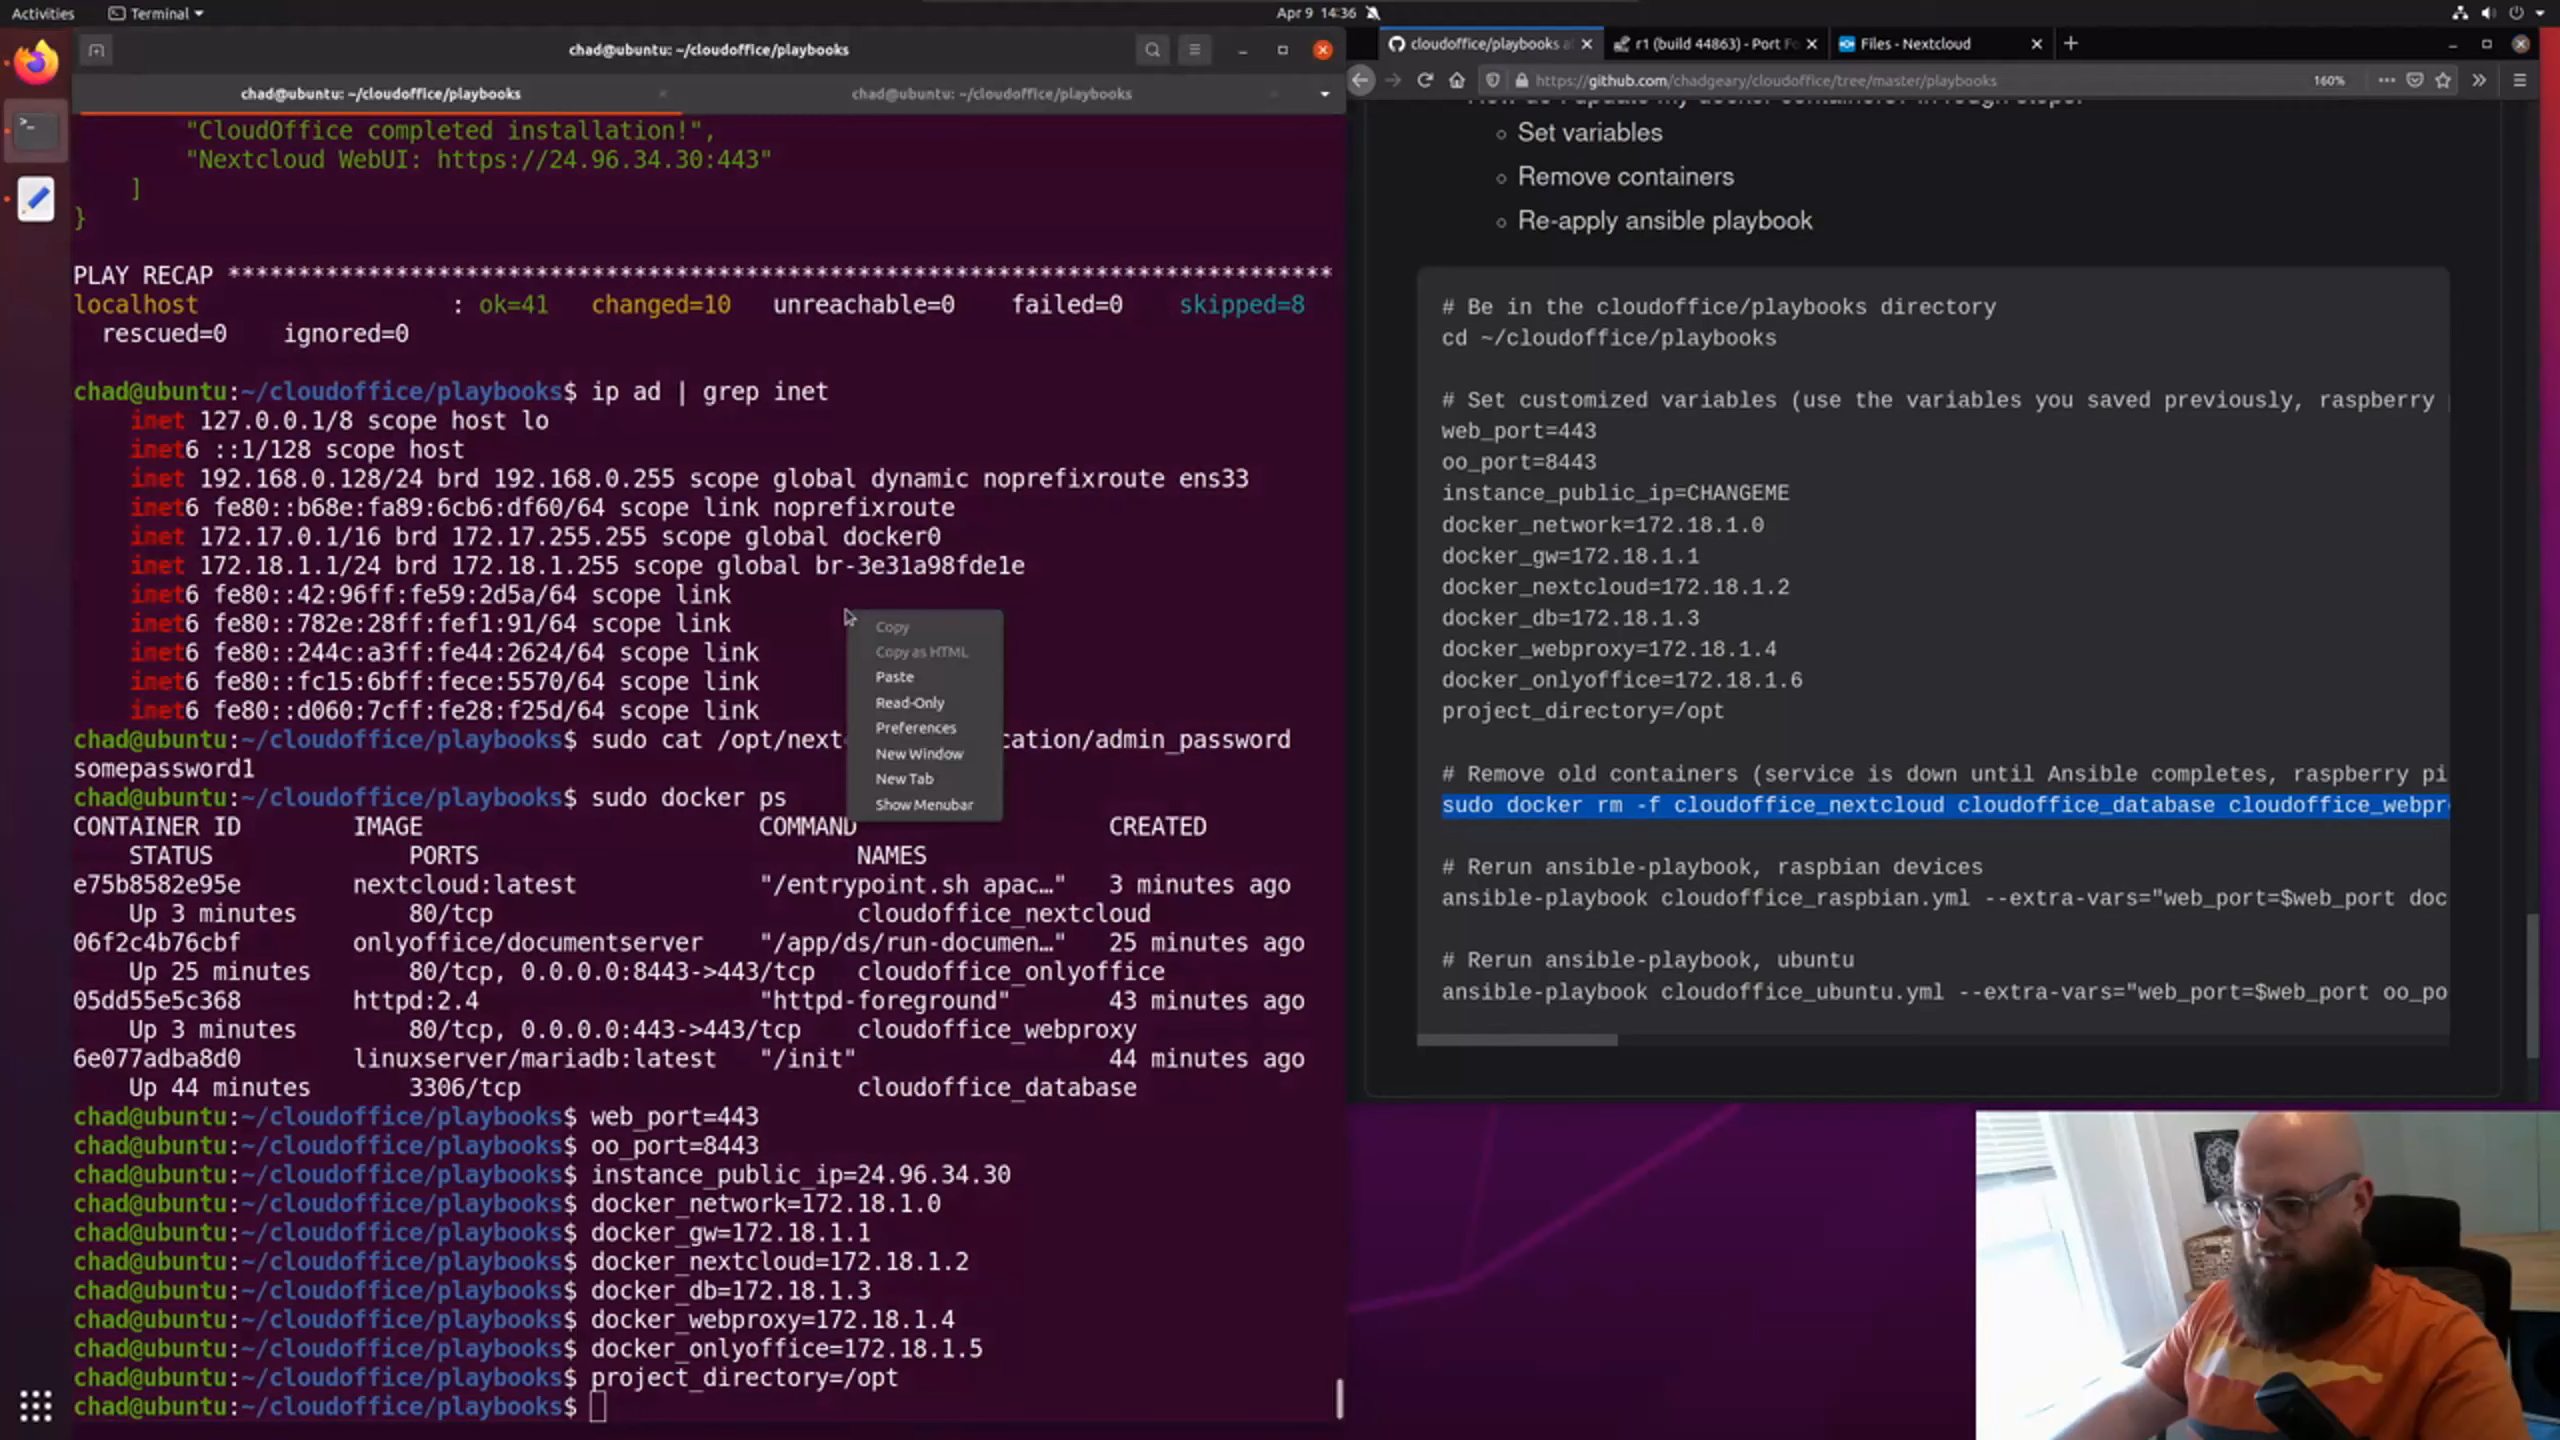 Activities
Terminal
Apr 9 14:36
chad@ubuntu: ~/cloudoffice/playbooks
chad@ubuntu: ~/cloudoffice/playbooks
chad@ubuntu: ~/cloudoffice/playbooks
"CloudOffice completed installation!",
"Nextcloud WebUI: https://24.96.34.30:443"
]
}
PLAY RECAP *******************************************************************************
localhost : ok=41 changed=10 unreachable=0 failed=0 skipped=8
rescued=0 ignored=0
chad@ubuntu:~/cloudoffice/playbooks$ ip ad | grep inet
inet 127.0.0.1/8 scope host lo
inet6 ::1/128 scope host
inet 192.168.0.128/24 brd 192.168.0.255 scope global dynamic noprefixroute ens33
inet6 fe80::b68e:fa89:6cb6:df60/64 scope link noprefixroute
inet 172.17.0.1/16 brd 172.17.255.255 scope global docker0
inet 172.18.1.1/24 brd 172.18.1.255 scope global br-3e31a98fde1e
inet6 fe80::42:96ff:fe59:2d5a/64 scope link
inet6 fe80::782e:28ff:fef1:91/64 scope link
inet6 fe80::244c:a3ff:fe44:2624/64 scope link
inet6 fe80::fc15:6bff:fece:5570/64 scope link
inet6 fe80::d060:7cff:fe28:f25d/64 scope link
chad@ubuntu:~/cloudoffice/playbooks$ sudo cat /opt/next cation/admin_password
somepassword1
chad@ubuntu:~/cloudoffice/playbooks$ sudo docker ps
CONTAINER ID IMAGE COMMAND CREATED
STATUS PORTS NAMES
e75b8582e95e nextcloud:latest "/entrypoint.sh apac…" 3 minutes ago
Up 3 minutes 80/tcp cloudoffice_nextcloud
06f2c4b76cbf onlyoffice/documentserver "/app/ds/run-documen…" 25 minutes ago
Up 25 minutes 80/tcp, 0.0.0.0:8443->443/tcp cloudoffice_onlyoffice
05dd55e5c368 httpd:2.4 "httpd-foreground" 43 minutes ago
Up 3 minutes 80/tcp, 0.0.0.0:443->443/tcp cloudoffice_webproxy
6e077adba8d0 linuxserver/mariadb:latest "/init" 44 minutes ago
Up 44 minutes 3306/tcp cloudoffice_database
chad@ubuntu:~/cloudoffice/playbooks$ web_port=443
chad@ubuntu:~/cloudoffice/playbooks$ oo_port=8443
chad@ubuntu:~/cloudoffice/playbooks$ instance_public_ip=24.96.34.30
chad@ubuntu:~/cloudoffice/playbooks$ docker_network=172.18.1.0
chad@ubuntu:~/cloudoffice/playbooks$ docker_gw=172.18.1.1
chad@ubuntu:~/cloudoffice/playbooks$ docker_nextcloud=172.18.1.2
chad@ubuntu:~/cloudoffice/playbooks$ docker_db=172.18.1.3
chad@ubuntu:~/cloudoffice/playbooks$ docker_webproxy=172.18.1.4
chad@ubuntu:~/cloudoffice/playbooks$ docker_onlyoffice=172.18.1.5
chad@ubuntu:~/cloudoffice/playbooks$ project_directory=/opt
chad@ubuntu:~/cloudoffice/playbooks$
Copy
Copy as HTML
Paste
Read-Only
Preferences
New Window
New Tab
Show Menubar
cloudoffice/playbooks a
r1 (build 44863) - Port Fo
Files - Nextcloud
https://github.com/chadgeary/cloudoffice/tree/master/playbooks
160%
How do I update my docker containers? In rough steps:
Set variables
Remove containers
Re-apply ansible playbook
# Be in the cloudoffice/playbooks directory
cd ~/cloudoffice/playbooks
# Set customized variables (use the variables you saved previously, raspberry
web_port=443
oo_port=8443
instance_public_ip=CHANGEME
docker_network=172.18.1.0
docker_gw=172.18.1.1
docker_nextcloud=172.18.1.2
docker_db=172.18.1.3
docker_webproxy=172.18.1.4
docker_onlyoffice=172.18.1.6
project_directory=/opt
# Remove old containers (service is down until Ansible completes, raspberry pi
sudo docker rm -f cloudoffice_nextcloud cloudoffice_database cloudoffice_webpr
# Rerun ansible-playbook, raspbian devices
ansible-playbook cloudoffice_raspbian.yml --extra-vars="web_port=$web_port doc
# Rerun ansible-playbook, ubuntu
ansible-playbook cloudoffice_ubuntu.yml --extra-vars="web_port=$web_port oo_po